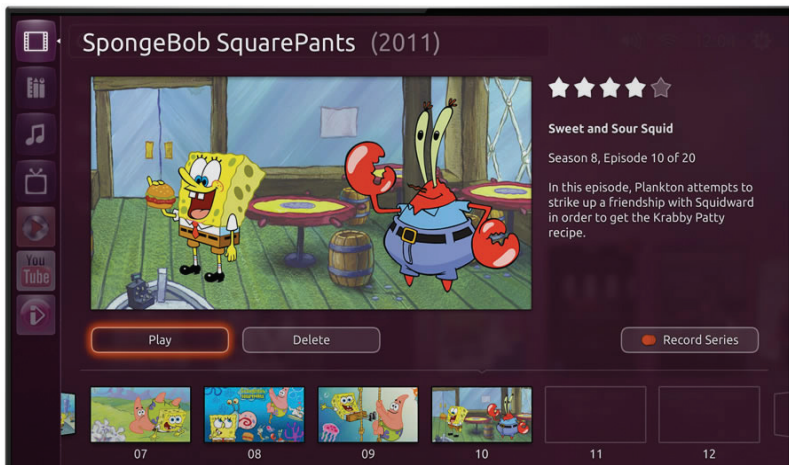 SpongeBob SquarePants (2011)
Sweet and Sour Squid
Season 8, Episode 10 of 20
In this episode, Plankton attempts to
strike up a friendship with Squidward
in order to get the Krabby Patty
recipe.
You
Tube
Play
Delete
Record Series
07
08
09
10
11
12